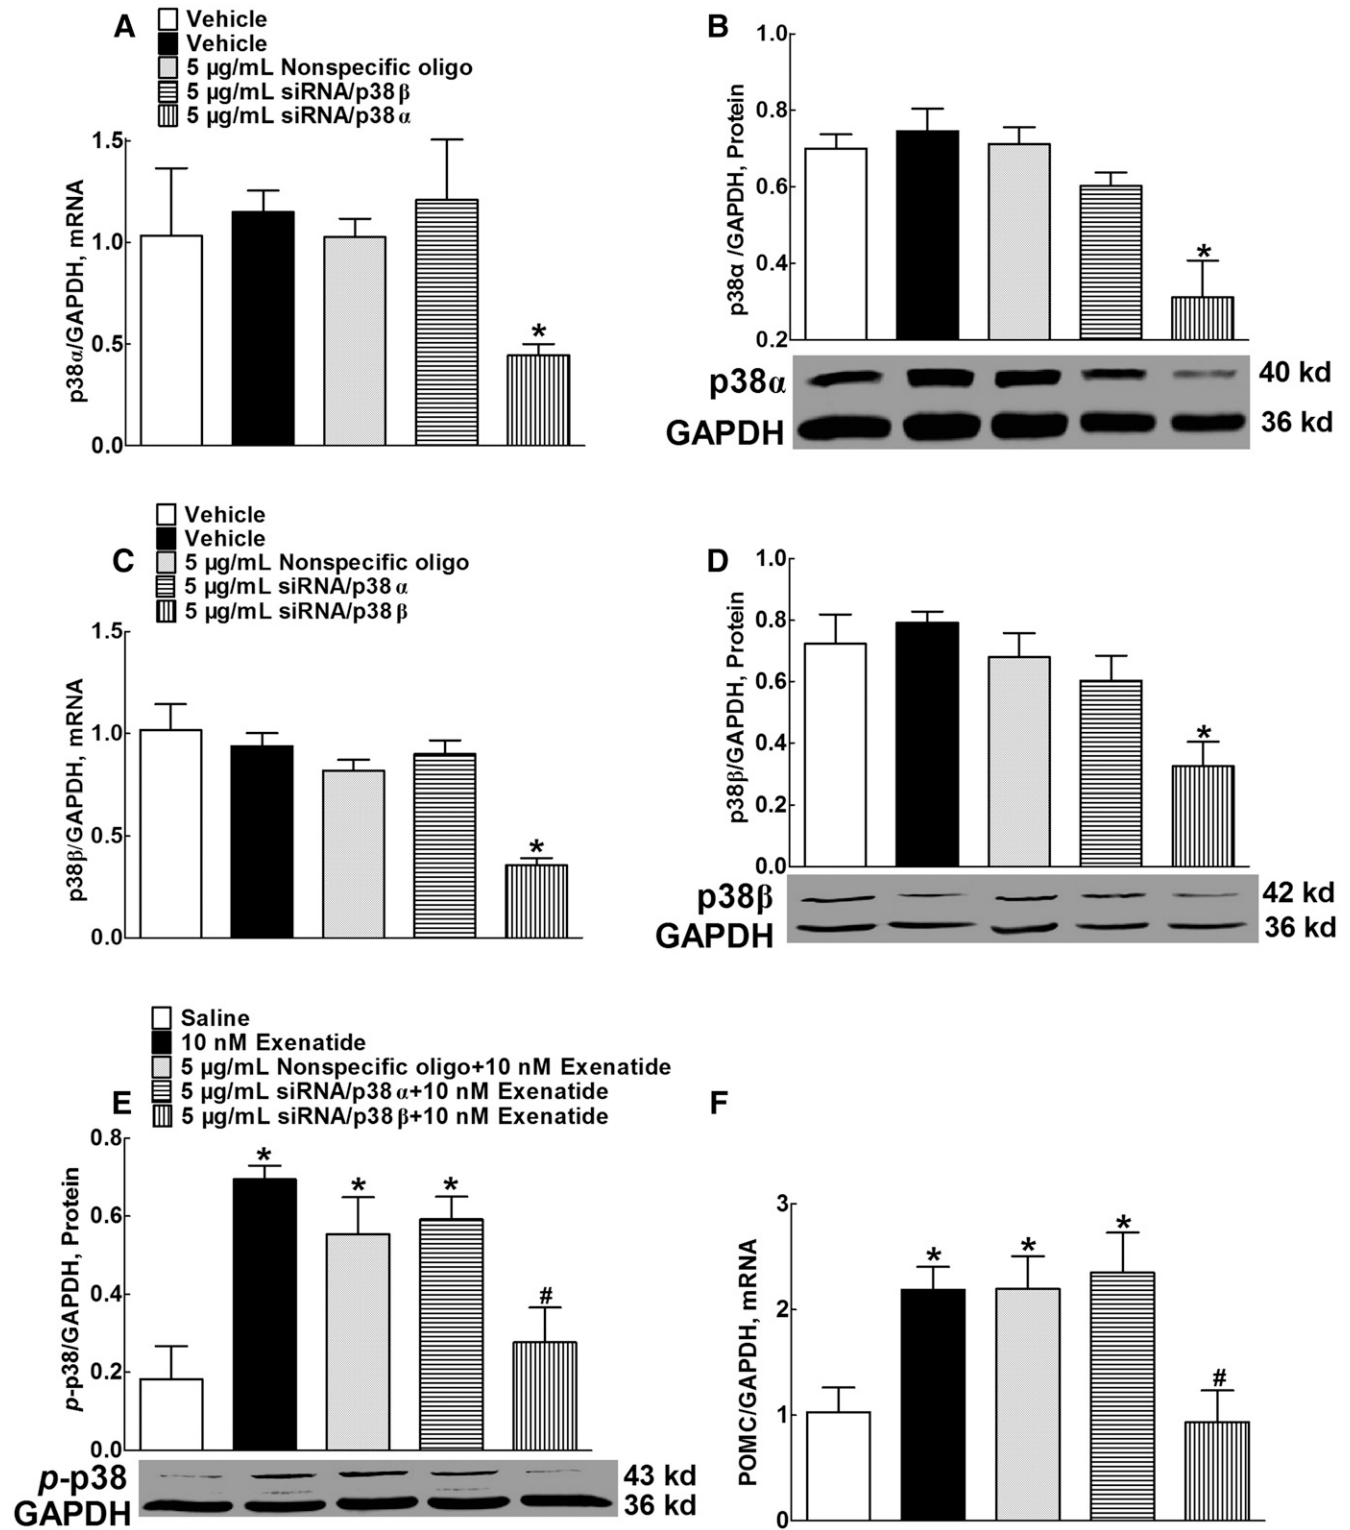 A
Vehicle
Vehicle
5 µg/mL Nonspecific oligo
5 µg/mL siRNA/p38β
5 µg/mL siRNA/p38α
p38α/GAPDH, mRNA
1.5
1.0
0.5
0.0
*
B
p38α /GAPDH, Protein
1.0
0.8
0.6
0.4
0.2
*
p38α
40 kd
GAPDH
36 kd
C
Vehicle
Vehicle
5 µg/mL Nonspecific oligo
5 µg/mL siRNA/p38α
5 µg/mL siRNA/p38β
p38β/GAPDH, mRNA
1.5
1.0
0.5
0.0
*
D
p38β/GAPDH, Protein
1.0
0.8
0.6
0.4
0.2
0.0
*
p38β
42 kd
GAPDH
36 kd
E
Saline
10 nM Exenatide
5 µg/mL Nonspecific oligo+10 nM Exenatide
5 µg/mL siRNA/p38α+10 nM Exenatide
5 µg/mL siRNA/p38β+10 nM Exenatide
p-p38/GAPDH, Protein
0.8
0.6
0.4
0.2
0.0
*
*
*
#
p-p38
43 kd
GAPDH
36 kd
F
POMC/GAPDH, mRNA
3
2
1
0
*
*
*
#